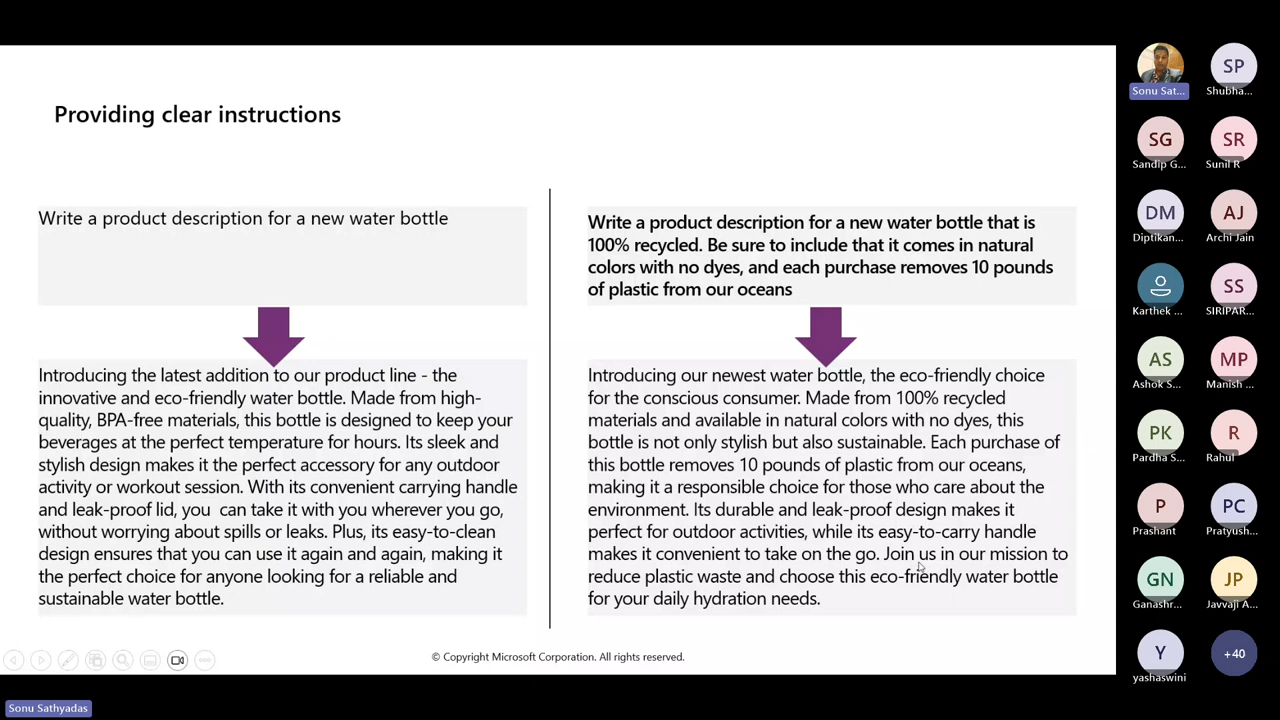 Providing clear instructions
Write a product description for a new water bottle
Introducing the latest addition to our product line - the
innovative and eco-friendly water bottle. Made from high-
quality, BPA-free materials, this bottle is designed to keep your
beverages at the perfect temperature for hours. Its sleek and
stylish design makes it the perfect accessory for any outdoor
activity or workout session. With its convenient carrying handle
and leak-proof lid, you can take it with you wherever you go,
without worrying about spills or leaks. Plus, its easy-to-clean
design ensures that you can use it again and again, making it
the perfect choice for anyone looking for a reliable and
sustainable water bottle.
Write a product description for a new water bottle that is
100% recycled. Be sure to include that it comes in natural
colors with no dyes, and each purchase removes 10 pounds
of plastic from our oceans
Introducing our newest water bottle, the eco-friendly choice
for the conscious consumer. Made from 100% recycled
materials and available in natural colors with no dyes, this
bottle is not only stylish but also sustainable. Each purchase of
this bottle removes 10 pounds of plastic from our oceans,
making it a responsible choice for those who care about the
environment. Its durable and leak-proof design makes it
perfect for outdoor activities, while its easy-to-carry handle
makes it convenient to take on the go. Join us in our mission to
reduce plastic waste and choose this eco-friendly water bottle
for your daily hydration needs.
© Copyright Microsoft Corporation. All rights reserved.
Sonu Sathyadas
Sonu Sat...
SP
Shubha...
SG
Sandip G...
SR
Sunil R
DM
Diptikan...
AJ
Archi Jain
Karthek ...
SS
SIRIPAR...
AS
Ashok S...
MP
Manish ...
PK
Pardha S...
R
Rahul
P
Prashant
PC
Pratyush...
GN
Ganashr...
JP
Javvaji A...
Y
yashaswini
+40